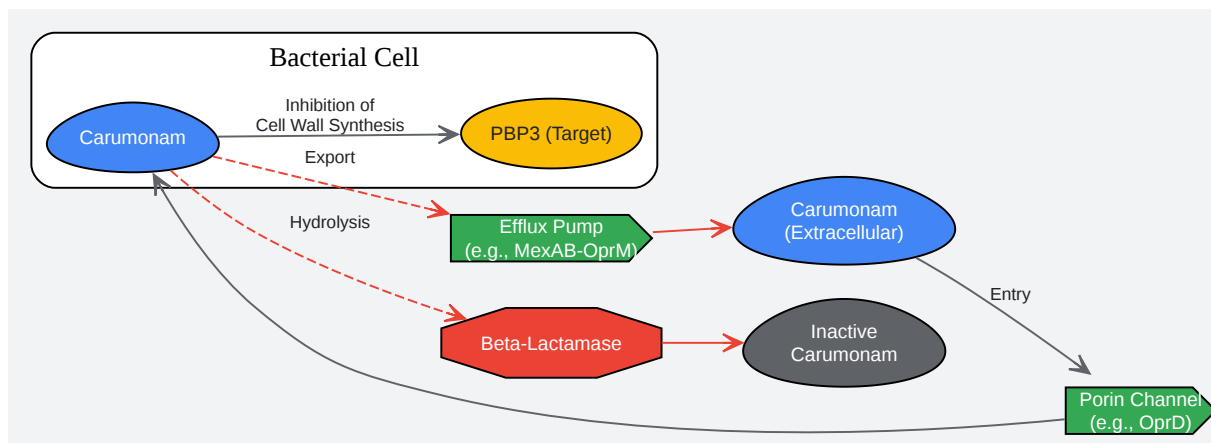 Bacterial Cell
Carumonam
Inhibition of
Cell Wall Synthesis
PBP3 (Target)
Export
Hydrolysis
Efflux Pump
(e.g., MexAB-OprM)
Carumonam
(Extracellular)
Entry
Beta-Lactamase
Inactive
Carumonam
Porin Channel
(e.g., OprD)